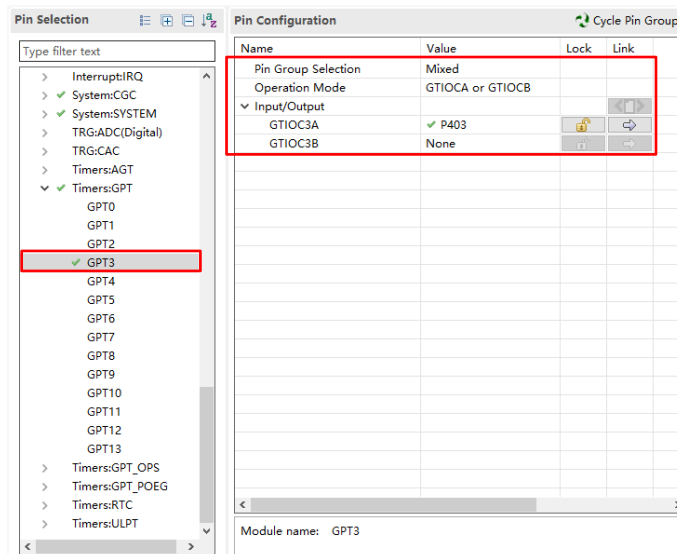 Pin Selection
Type filter text
Interrupt:IRQ
System:CGC
System:SYSTEM
TRG:ADC(Digital)
TRG:CAC
Timers:AGT
Timers:GPT
GPT0
GPT1
GPT2
GPT3
GPT4
GPT5
GPT6
GPT7
GPT8
GPT9
GPT10
GPT11
GPT12
GPT13
Timers:GPT_OPS
Timers:GPT_POEG
Timers:RTC
Timers:ULPT
Pin Configuration
Cycle Pin Group
Name Value Lock Link
Pin Group Selection Mixed
Operation Mode GTIOCA or GTIOCB
Input/Output
GTIOC3A P403
GTIOC3B None
Module name: GPT3